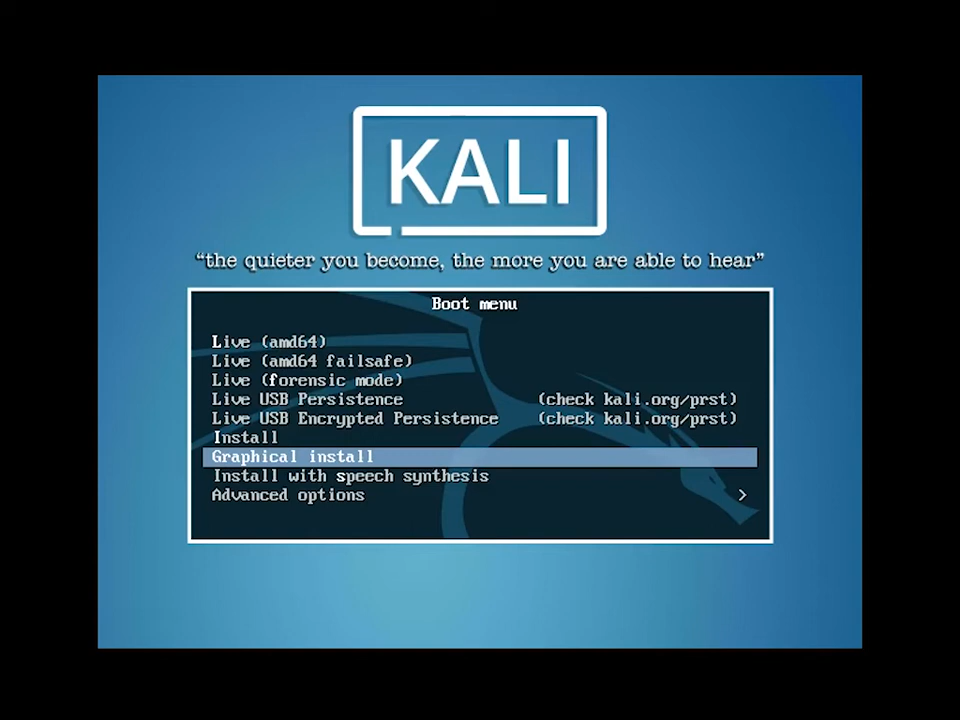 KALI
“the quieter you become, the more you are able to hear”
Boot menu
Live (amd64)
Live (amd64 failsafe)
Live (forensic mode)
Live USB Persistence (check kali.org/prst)
Live USB Encrypted Persistence (check kali.org/prst)
Install
Graphical install
Install with speech synthesis
Advanced options >